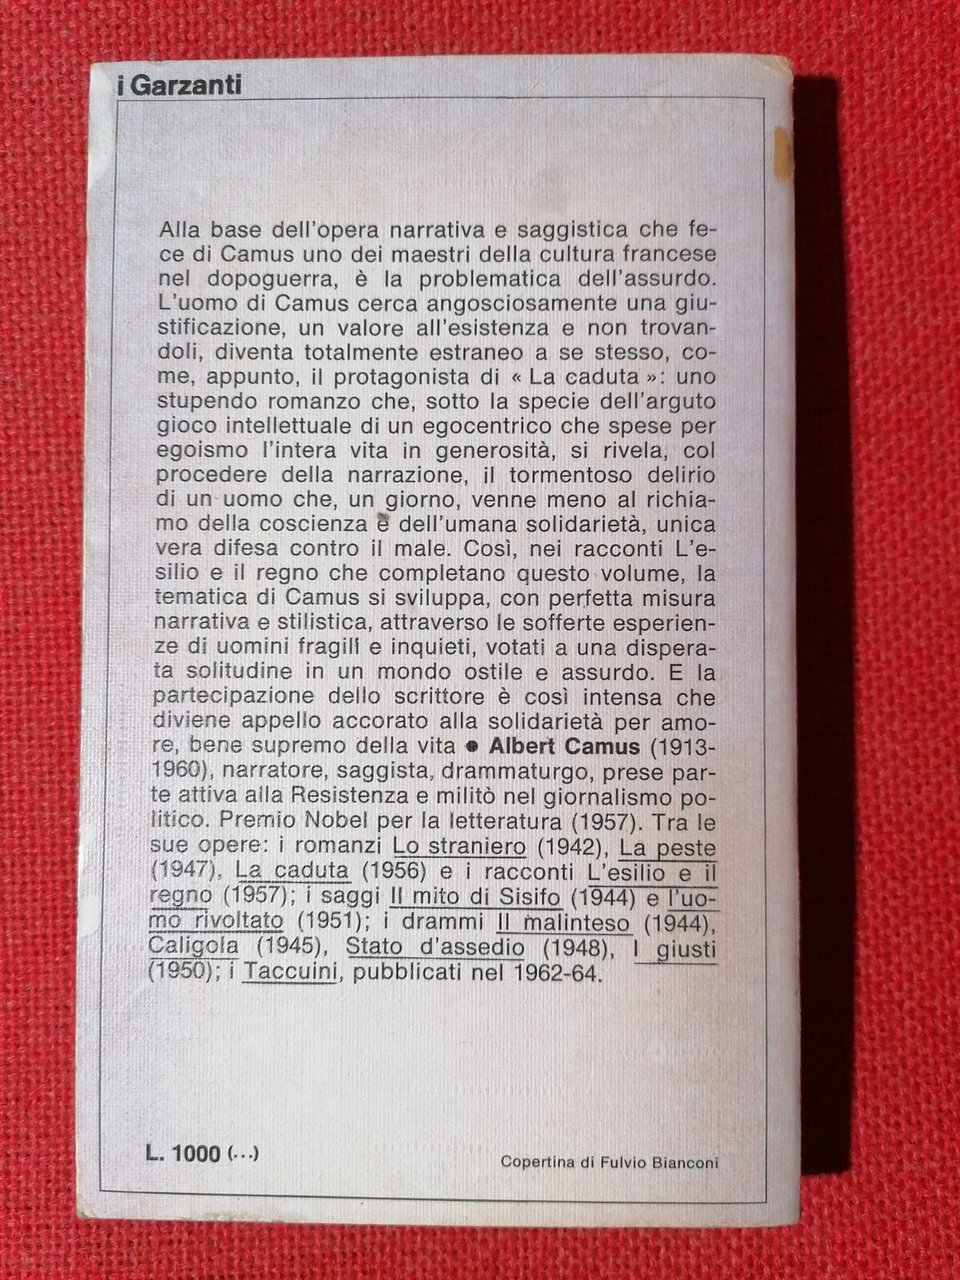 i Garzanti
Alla base dell'opera narrativa e saggistica che fe-
ce di Camus uno dei maestri della cultura francese
nel dopoguerra, è la problematica dell'assurdo.
L'uomo di Camus cerca angosciosamente una giu-
stificazione, un valore all'esistenza e non trovan-
doli, diventa totalmente estraneo a se stesso, co-
me, appunto, il protagonista di « La caduta »: uno
stupendo romanzo che, sotto la specie dell'arguto
gioco intellettuale di un egocentrico che spese per
egoismo l'intera vita in generosità, si rivela, col
procedere della narrazione, il tormentoso delirio
di un uomo che, un giorno, venne meno al richia-
mo della coscienza e dell'umana solidarietà, unica
vera difesa contro il male. Così, nei racconti L'e-
silio e il regno che completano questo volume, la
tematica di Camus si sviluppa, con perfetta misura
narrativa e stilistica, attraverso le sofferte esperien-
ze di uomini fragili e inquieti, votati a una dispera-
ta solitudine in un mondo ostile e assurdo. E la
partecipazione dello scrittore è così intensa che
diviene appello accorato alla solidarietà per amo-
re, bene supremo della vita ● Albert Camus (1913-
1960), narratore, saggista, drammaturgo, prese par-
te attiva alla Resistenza e militò nel giornalismo po-
litico. Premio Nobel per la letteratura (1957). Tra le
sue opere: i romanzi Lo straniero (1942), La peste
(1947), La caduta (1956) e i racconti L'esilio e il
regno (1957); i saggi Il mito di Sisifo (1944) e l'uo-
mo rivoltato (1951); i drammi Il malinteso (1944),
Caligola (1945), Stato d'assedio (1948), I giusti
(1950); i Taccuini, pubblicati nel 1962-64.
L. 1000 (...)
Copertina di Fulvio Bianconi